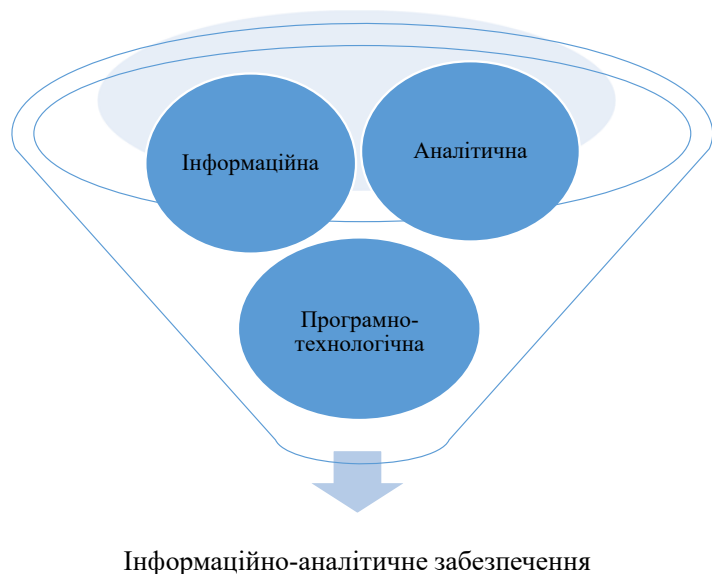 Інформаційна
Аналітична
Програмно-
технологічна
Інформаційно-аналітичне забезпечення